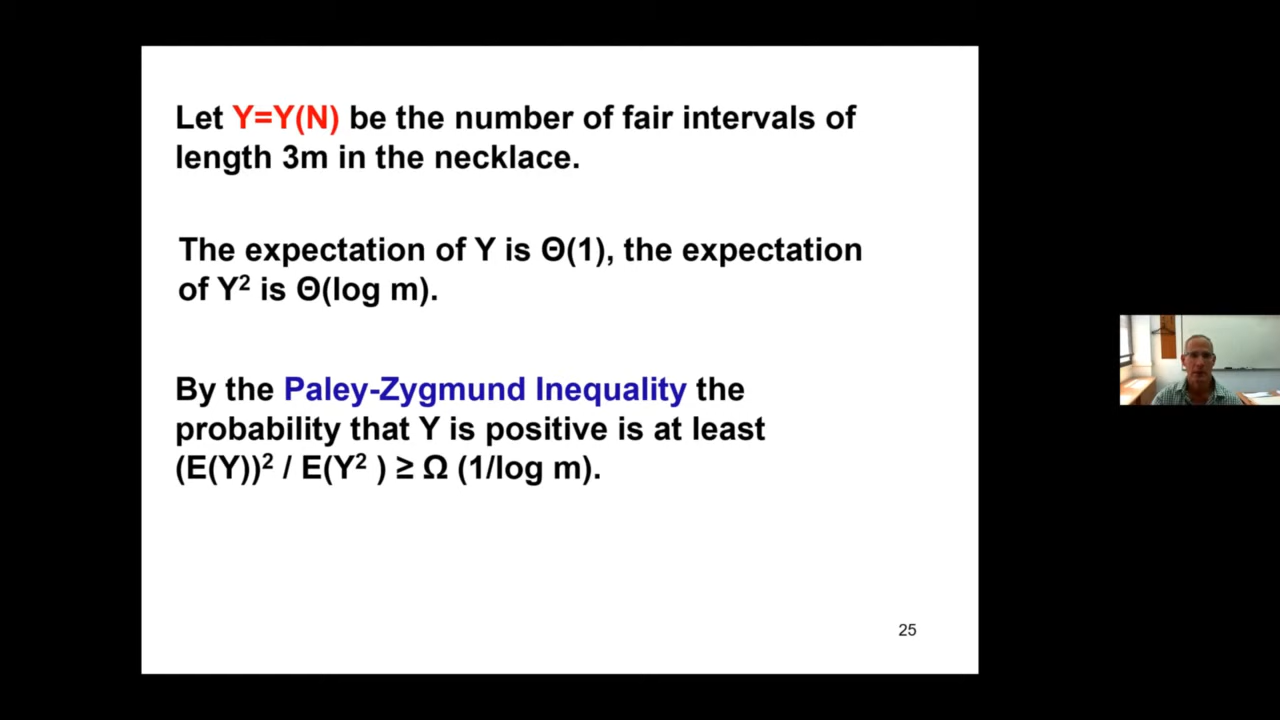 Let Y=Y(N) be the number of fair intervals of
length 3m in the necklace.
The expectation of Y is Θ(1), the expectation
of Y² is Θ(log m).
By the Paley-Zygmund Inequality the
probability that Y is positive is at least
(E(Y))² / E(Y² ) ≥ Ω (1/log m).
25